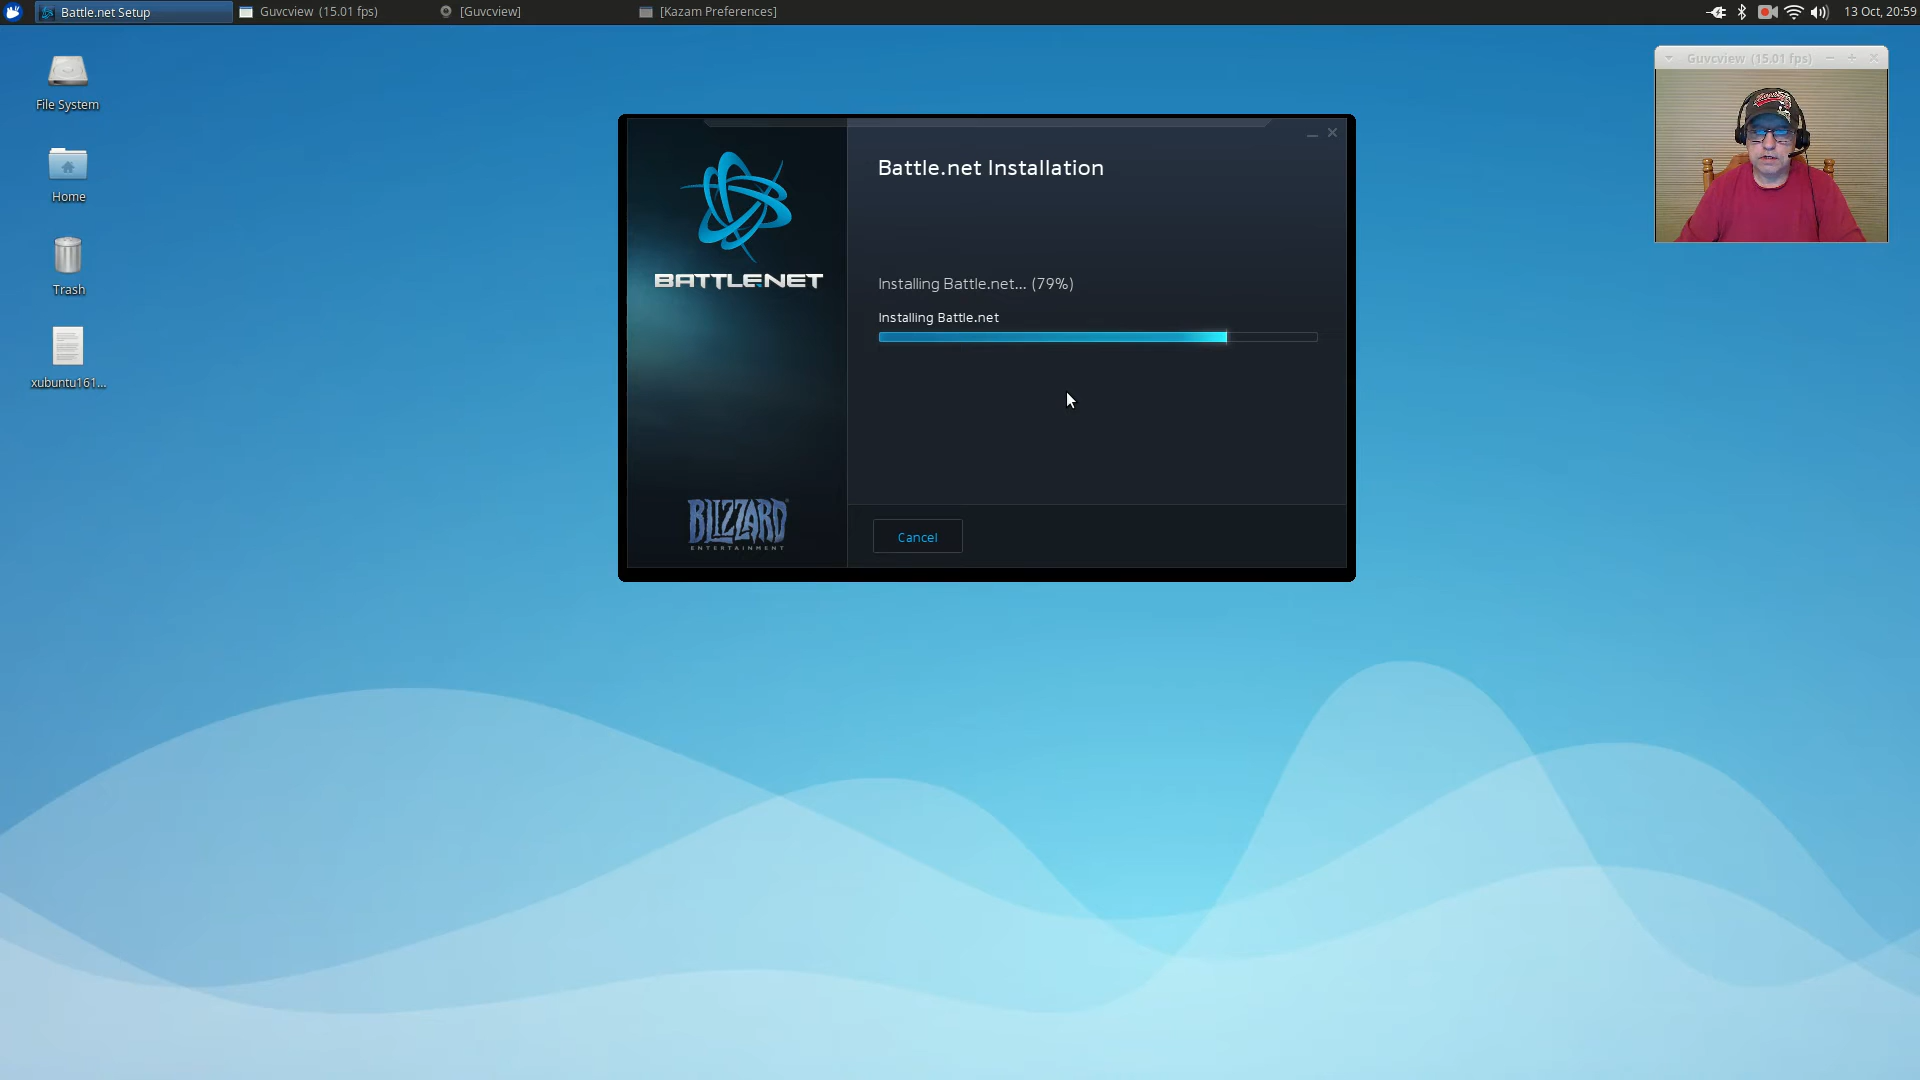 Battle.net Setup
Guvcview (15.01 fps)
[Guvcview]
[Kazam Preferences]
13 Oct, 20:59
File System
Home
Trash
xubuntu161...
Guvcview (15.01 fps)
BATTLE.NET
BLIZZARD
ENTERTAINMENT
Battle.net Installation
Installing Battle.net... (79%)
Installing Battle.net
Cancel